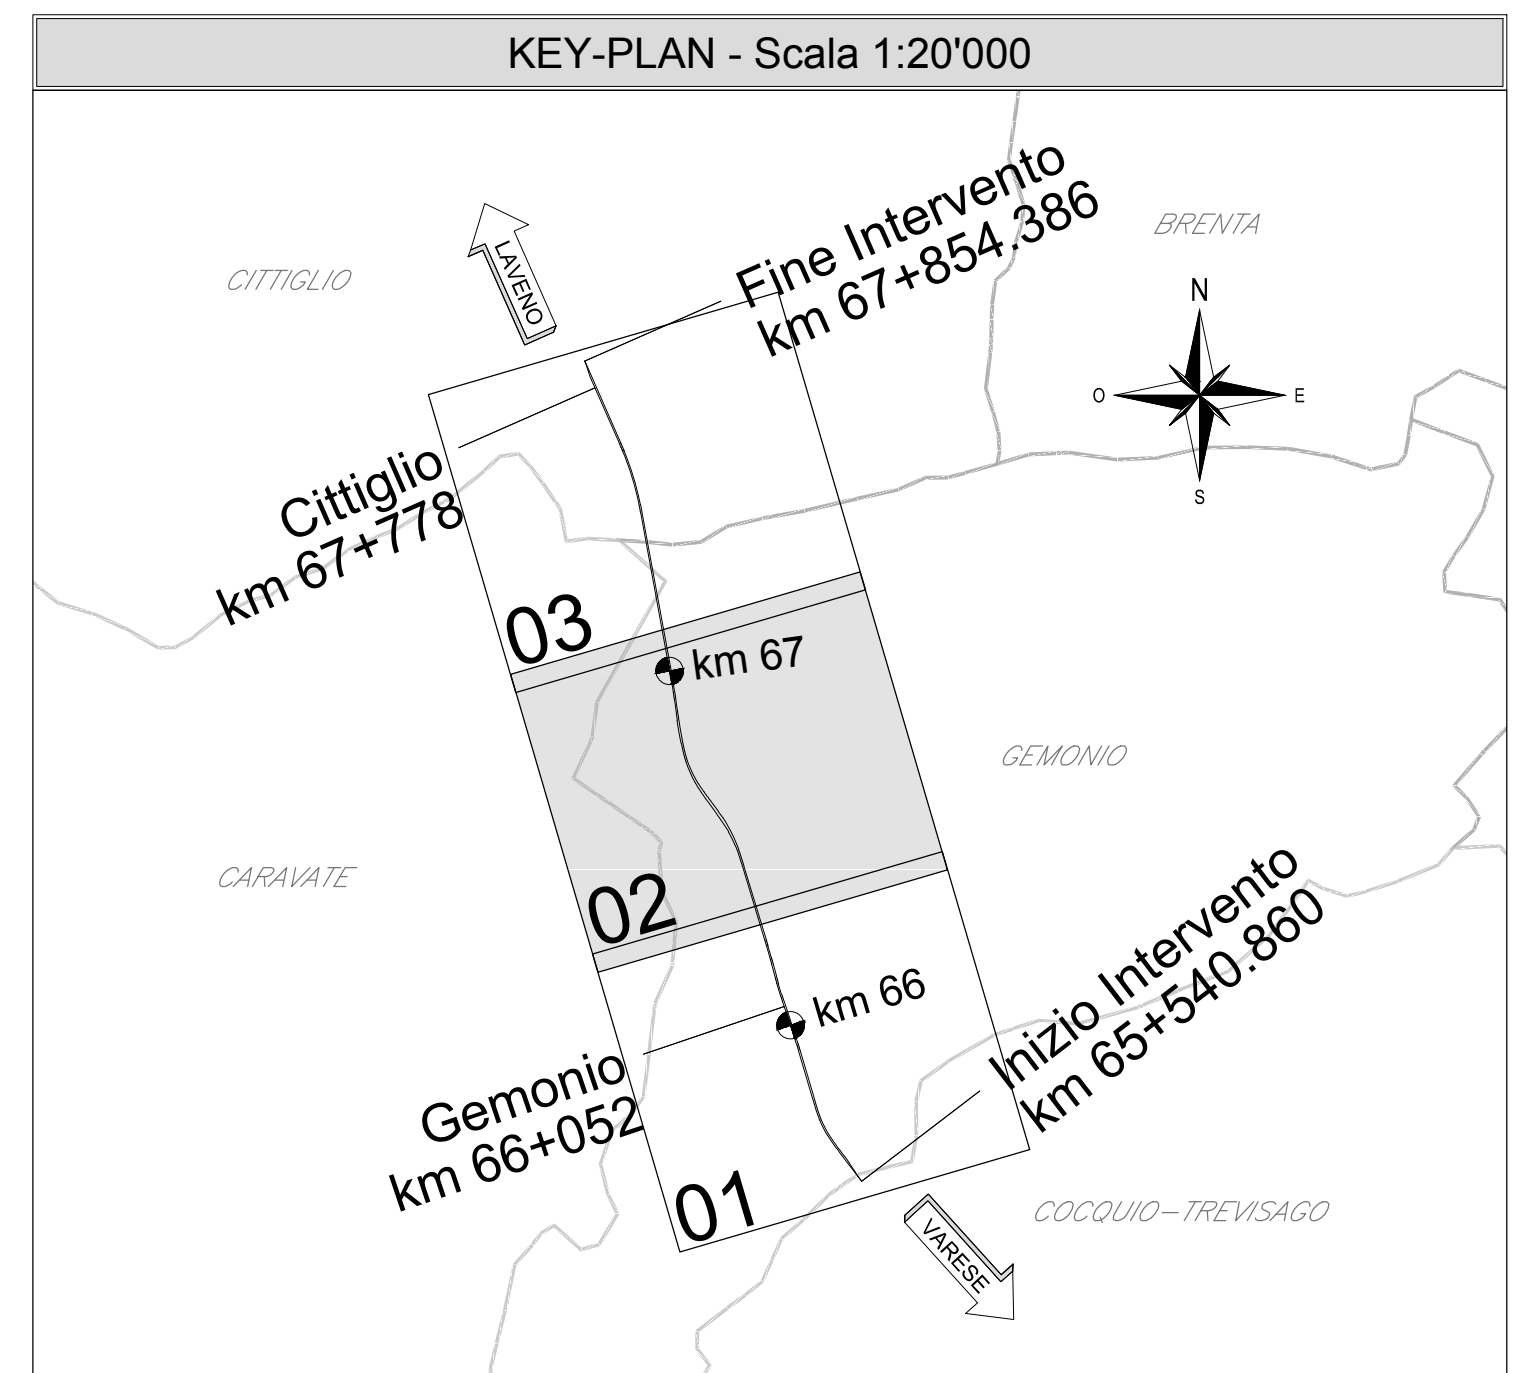 KEY-PLAN - Scala 1:20'000
Fine Intervento
km 67+854.386
BRENTA
LAVENO
CITTIGLIO
N
O
E
S
Cittiglio
km 67+778
03
km 67
GEMONIO
CARAVATE
02
Inizio Intervento
km 65+540.860
km 66
Gemonio
km 66+052
01
COCQUIO-TREVISAGO
VARESE